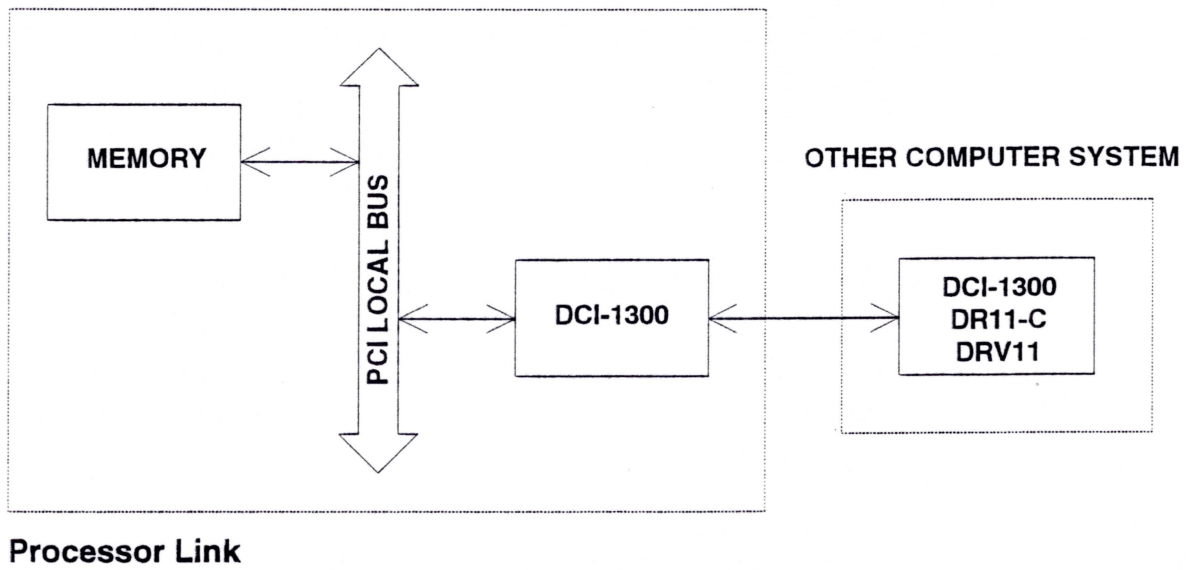 MEMORY
PCI LOCAL BUS
DCI-1300
OTHER COMPUTER SYSTEM
DCI-1300
DR11-C
DRV11
Processor Link